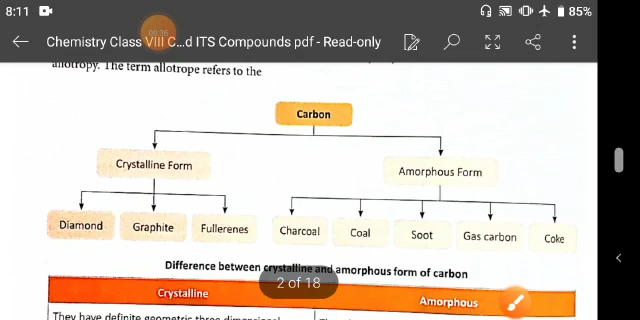 8:11
85%
00:36
Chemistry Class VIII C...d ITS Compounds pdf - Read-only
allotropy. The term allotrope refers to the
Carbon
Crystalline Form
Amorphous Form
Diamond
Graphite
Fullerenes
Charcoal
Coal
Soot
Gas carbon
Coke
Difference between crystalline and amorphous form of carbon
2 of 18
Crystalline
Amorphous
They have definite geometric three dimensional